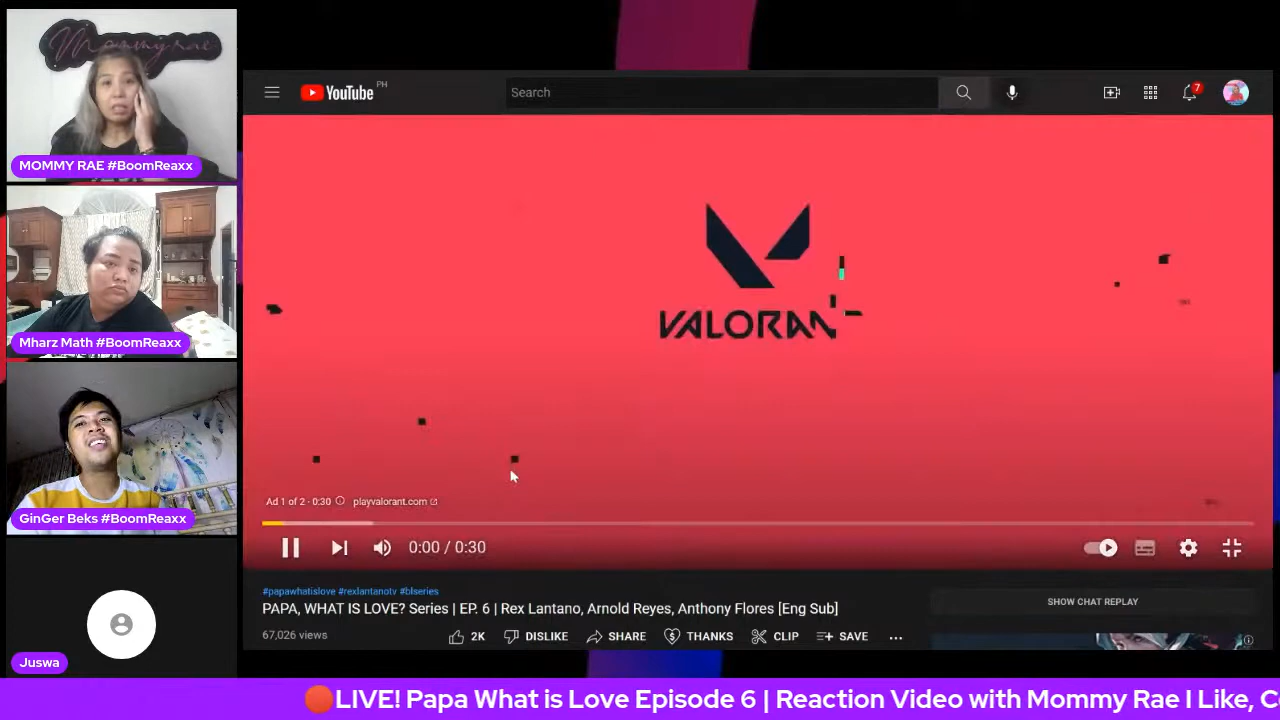 Mommyrae
MOMMY RAE #BoomReaxx
Mharz Math #BoomReaxx
GinGer Beks #BoomReaxx
Juswa
YouTube PH
Search
7
VALORAN
Ad 1 of 2 · 0:30
playvalorant.com
0:00 / 0:30
#papawhatislove #rexlantanotv #blseries
PAPA, WHAT IS LOVE? Series | EP. 6 | Rex Lantano, Arnold Reyes, Anthony Flores [Eng Sub]
67,026 views
2K DISLIKE SHARE THANKS CLIP SAVE
SHOW CHAT REPLAY
LIVE! Papa What is Love Episode 6 | Reaction Video with Mommy Rae I Like, C